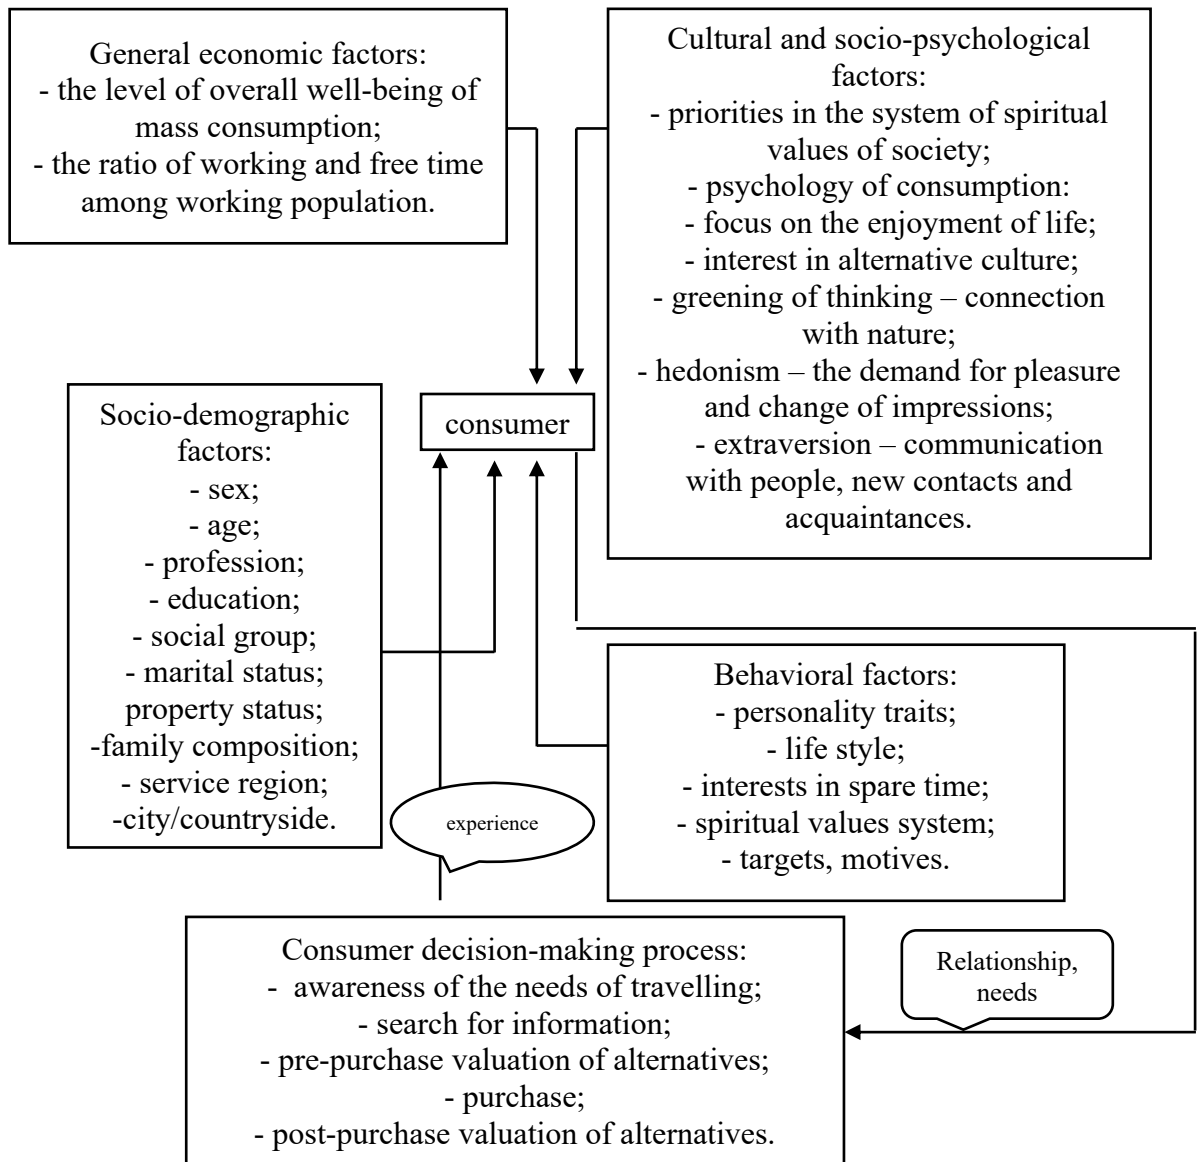 General economic factors:
- the level of overall well-being of
mass consumption;
- the ratio of working and free time
among working population.
Cultural and socio-psychological
factors:
- priorities in the system of spiritual
values of society;
- psychology of consumption:
- focus on the enjoyment of life;
- interest in alternative culture;
- greening of thinking – connection
with nature;
- hedonism – the demand for pleasure
and change of impressions;
- extraversion – communication
with people, new contacts and
acquaintances.
consumer
Socio-demographic
factors:
- sex;
- age;
- profession;
- education;
- social group;
- marital status;
property status;
-family composition;
- service region;
-city/countryside.
experience
Behavioral factors:
- personality traits;
- life style;
- interests in spare time;
- spiritual values system;
- targets, motives.
Consumer decision-making process:
- awareness of the needs of travelling;
- search for information;
- pre-purchase valuation of alternatives;
- purchase;
- post-purchase valuation of alternatives.
Relationship,
needs